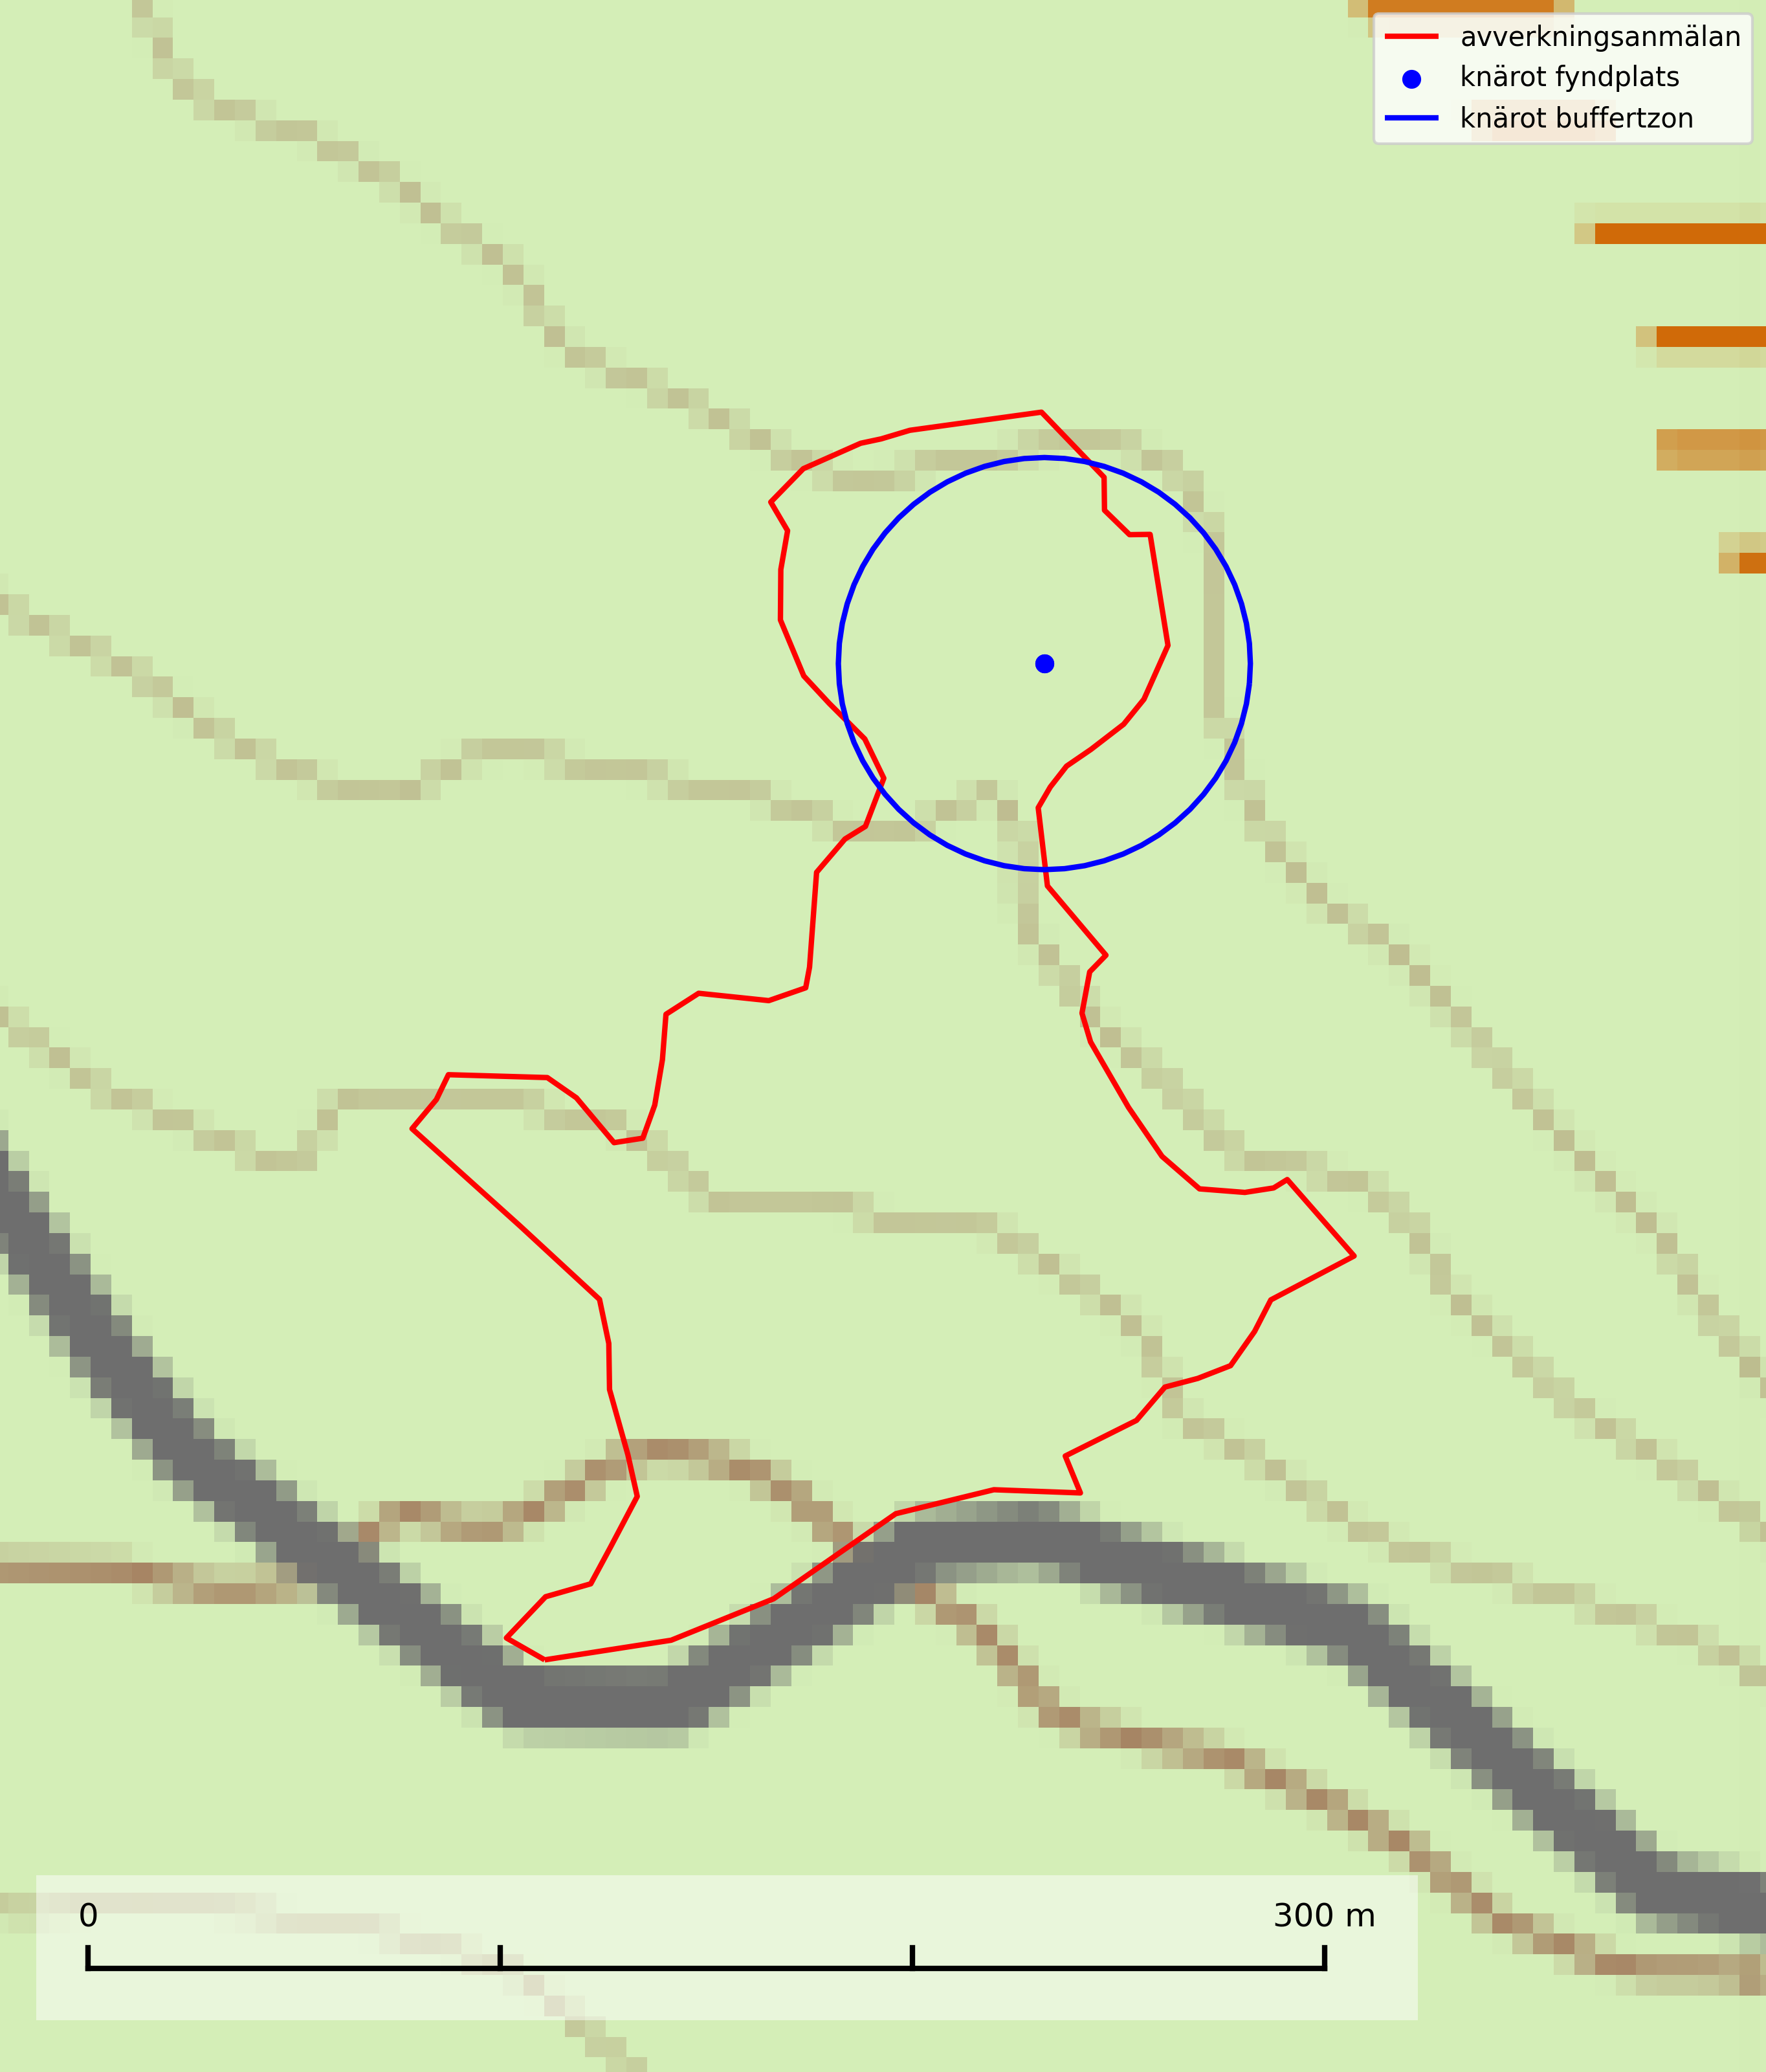 avverkningsanmälan
knärot fyndplats
knärot buffertzon
0
300 m